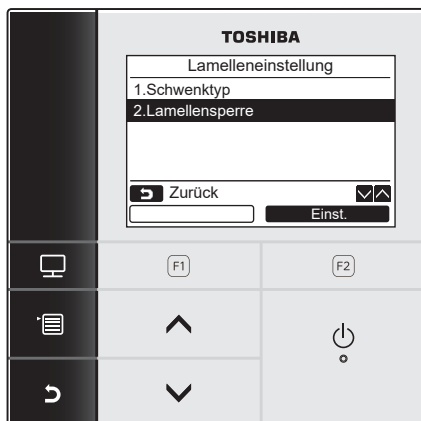 TOSHIBA
Lamelleneinstellung
1.Schwenktyp
2.Lamellensperre
Zurück
Einst.
F1
F2